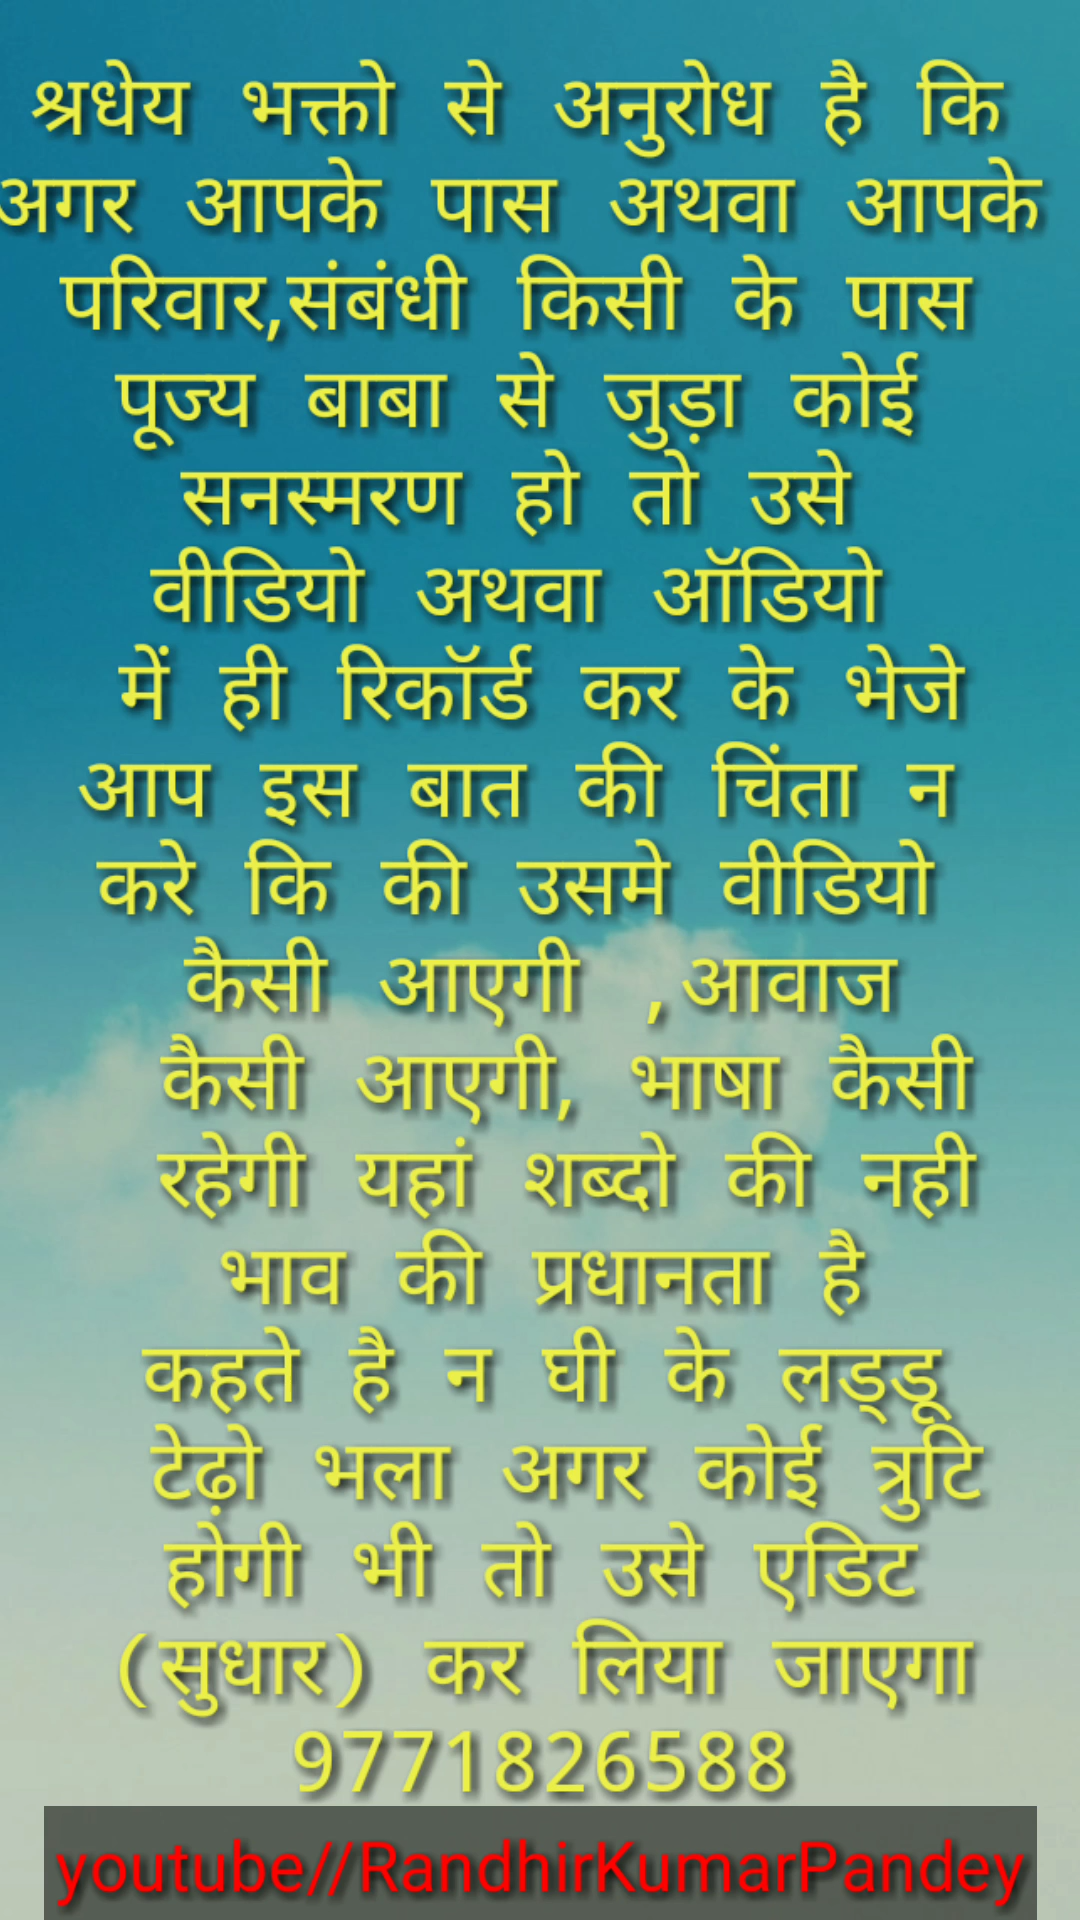 श्रधेय भक्तो से अनुरोध है कि
अगर आपके पास अथवा आपके
परिवार,संबंधी किसी के पास
पूज्य बाबा से जुड़ा कोई
सनस्मरण हो तो उसे
वीडियो अथवा ऑडियो
में ही रिकॉर्ड कर के भेजे
आप इस बात की चिंता न
करे कि की उसमे वीडियो
कैसी आएगी ,आवाज
कैसी आएगी, भाषा कैसी
रहेगी यहां शब्दो की नही
भाव की प्रधानता है
कहते है न घी के लड्डू
टेढ़ो भला अगर कोई त्रुटि
होगी भी तो उसे एडिट
(सुधार) कर लिया जाएगा
9771826588
youtube//RandhirKumarPandey